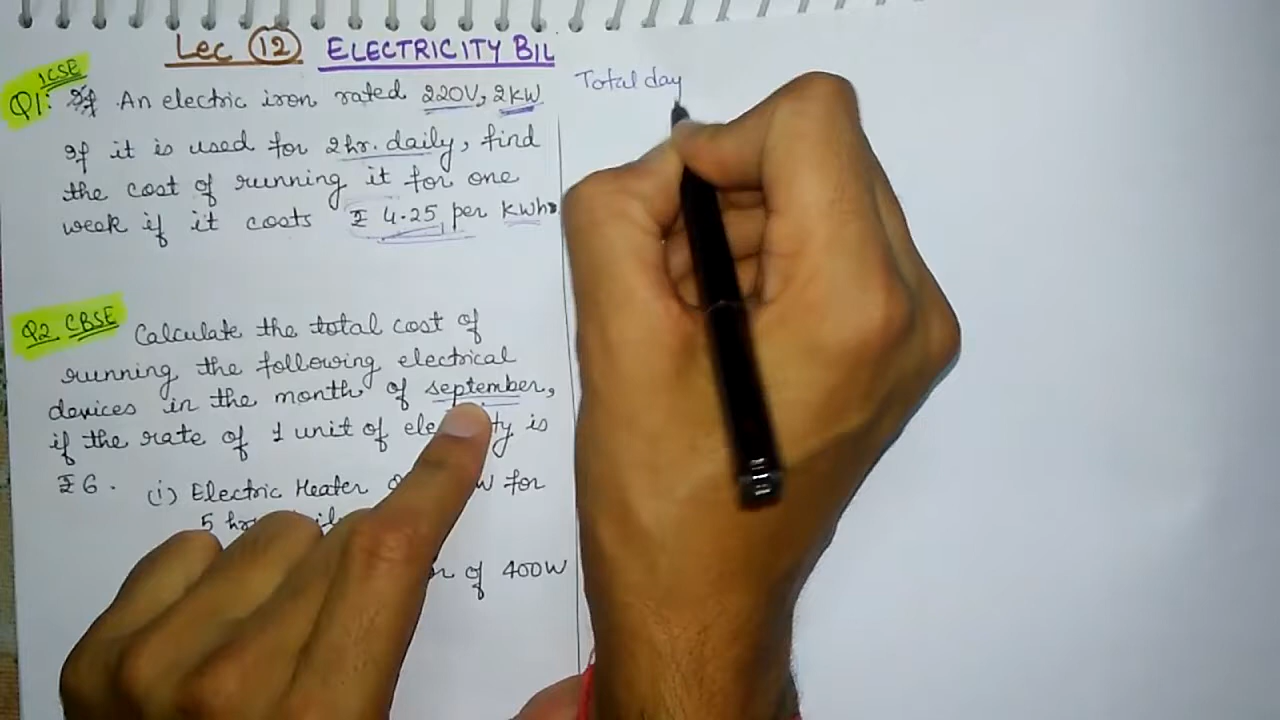 Lec 12 ELECTRICITY BIL
ICSE
Q1: An electric iron rated 220V, 2KW
If it is used for 2hr. daily, find
the cost of running it for one
week if it costs ₹ 4.25 per KWh
Q2 CBSE Calculate the total cost of
running the following electrical
devices in the month of september,
if the rate of 1 unit of is
₹ 6. (i) Electric Heater for
5
of 400W
Total day